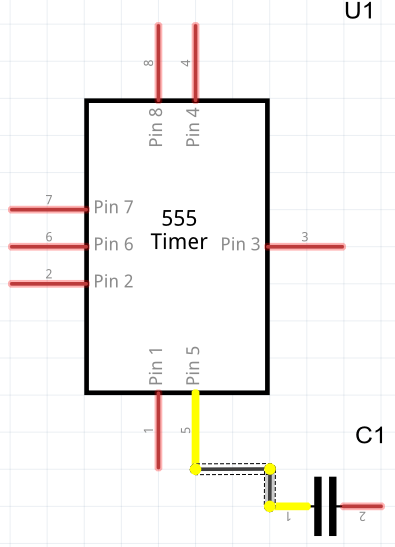 U1
8
4
Pin 8
Pin 4
7
Pin 7
555
Timer
6
Pin 6
Pin 3
3
2
Pin 2
Pin 1
Pin 5
1
5
C1
1
2